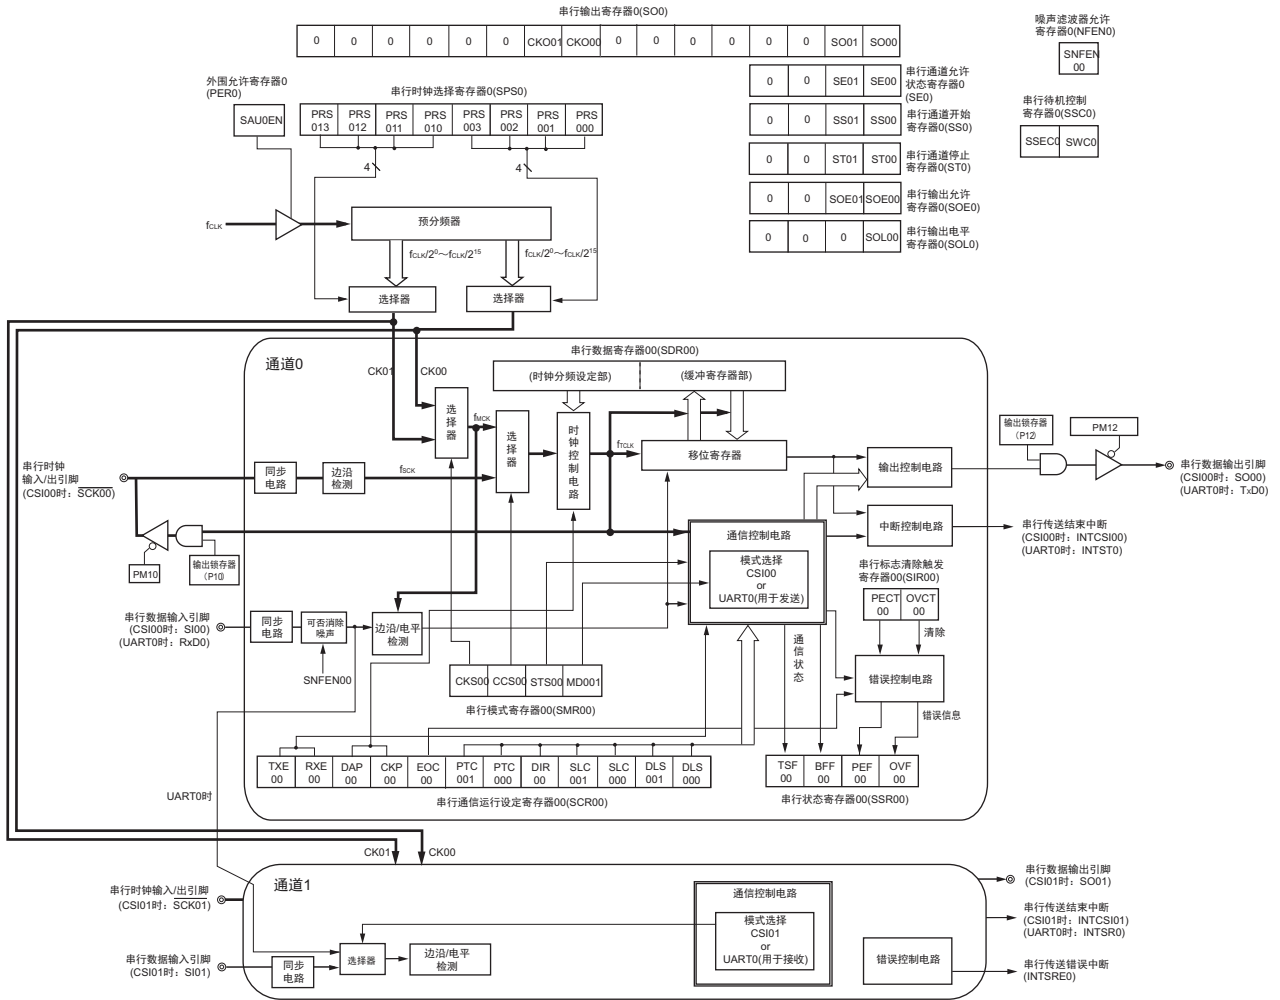 串行输出寄存器0(SO0)
0 0 0 0 0 0 CKO01 CKO00 0 0 0 0 0 0 SO01 SO00
噪声滤波器允许
寄存器0(NFEN0)
SNFEN
00
外围允许寄存器0
(PER0)
SAU0EN
串行时钟选择寄存器0(SPS0)
PRS PRS PRS PRS PRS PRS PRS PRS
013 012 011 010 003 002 001 000
4
4
0 0 SE01 SE00
串行通道允许
状态寄存器0
(SE0)
0 0 SS01 SS00
串行通道开始
寄存器0(SS0)
0 0 ST01 ST00
串行通道停止
寄存器0(ST0)
0 0 SOE01 SOE00
串行输出允许
寄存器0(SOE0)
0 0 0 SOL00
串行输出电平
寄存器0(SOL0)
串行待机控制
寄存器0(SSC0)
SSEC0 SWC0
fCLK
预分频器
fCLK/2⁰～fCLK/2¹⁵
fCLK/2⁰～fCLK/2¹⁵
选择器
选择器
通道0
CK01
CK00
串行数据寄存器00(SDR00)
(时钟分频设定部)
(缓冲寄存器部)
选择器
fMCK
选择器
时钟控制电路
fTCLK
移位寄存器
串行时钟
输入/出引脚
(CSI00时：SCK00)
同步
电路
边沿
检测
fSCK
输出控制电路
输出锁存器
(P12)
PM12
串行数据输出引脚
(CSI00时：SO00)
(UART0时：TxD0)
中断控制电路
串行传送结束中断
(CSI00时：INTCSI00)
(UART0时：INTST0)
PM10
输出锁存器
(P10)
通信控制电路
模式选择
CSI00
or
UART0(用于发送)
串行标志清除触发
寄存器00(SIR00)
PECT OVCT
00 00
清除
串行数据输入引脚
(CSI00时：SI00)
(UART0时：RxD0)
同步
电路
可否消除
噪声
SNFEN00
边沿/电平
检测
通信状态
错误控制电路
错误信息
CKS00 CCS00 STS00 MD001
串行模式寄存器00(SMR00)
TXE RXE DAP CKP EOC PTC PTC DIR SLC SLC DLS DLS
00 00 00 00 00 001 000 00 001 000 001 000
串行通信运行设定寄存器00(SCR00)
TSF BFF PEF OVF
00 00 00 00
串行状态寄存器00(SSR00)
UART0时
CK01
CK00
通道1
串行时钟输入/出引脚
(CSI01时：SCK01)
串行数据输入引脚
(CSI01时：SI01)
同步
电路
选择器
边沿/电平
检测
通信控制电路
模式选择
CSI01
or
UART0(用于接收)
错误控制电路
串行数据输出引脚
(CSI01时：SO01)
串行传送结束中断
(CSI01时：INTCSI01)
(UART0时：INTSR0)
串行传送错误中断
(INTSRE0)